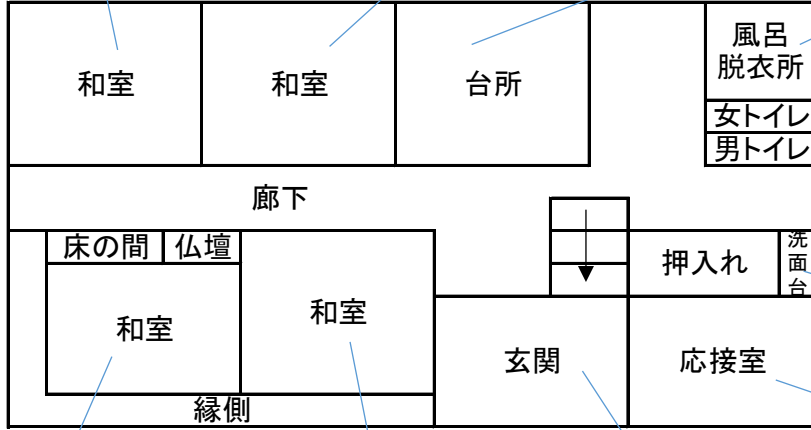 和室
和室
台所
風呂
脱衣所
女トイレ
男トイレ
廊下
床の間
仏壇
押入れ
洗面台
和室
和室
玄関
応接室
縁側